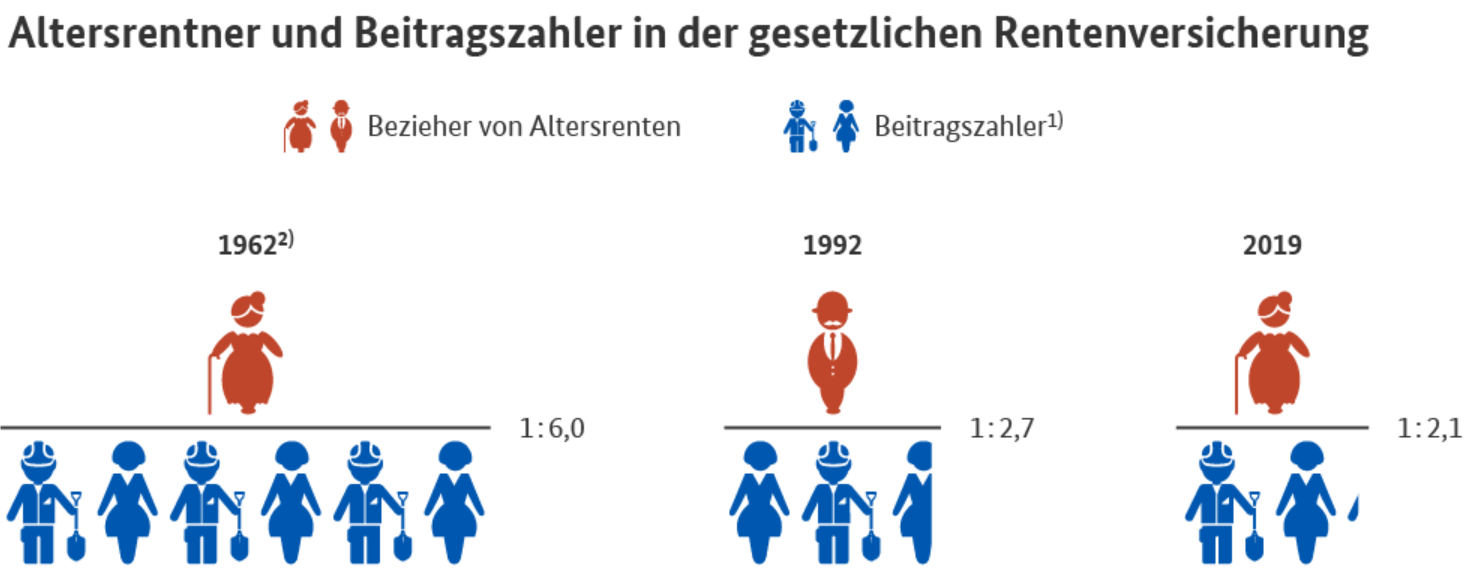 Altersrentner und Beitragszahler in der gesetzlichen Rentenversicherung
Bezieher von Altersrenten
Beitragszahler¹⁾
1962²⁾
1992
2019
1:6,0
1:2,7
1:2,1